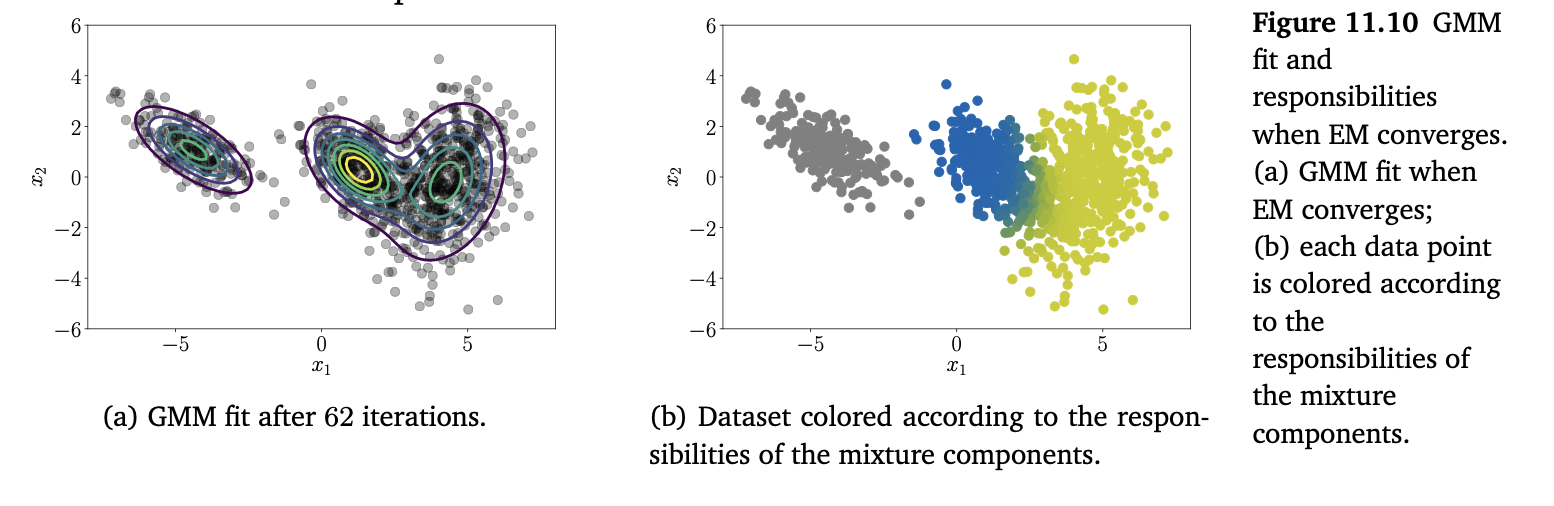 6
4
2
0
−2
−4
−6
x2
−5 0 5
x1
(a) GMM fit after 62 iterations.
6
4
2
0
−2
−4
−6
x2
−5 0 5
x1
(b) Dataset colored according to the respon-
sibilities of the mixture components.
Figure 11.10 GMM
fit and
responsibilities
when EM converges.
(a) GMM fit when
EM converges;
(b) each data point
is colored according
to the
responsibilities of
the mixture
components.